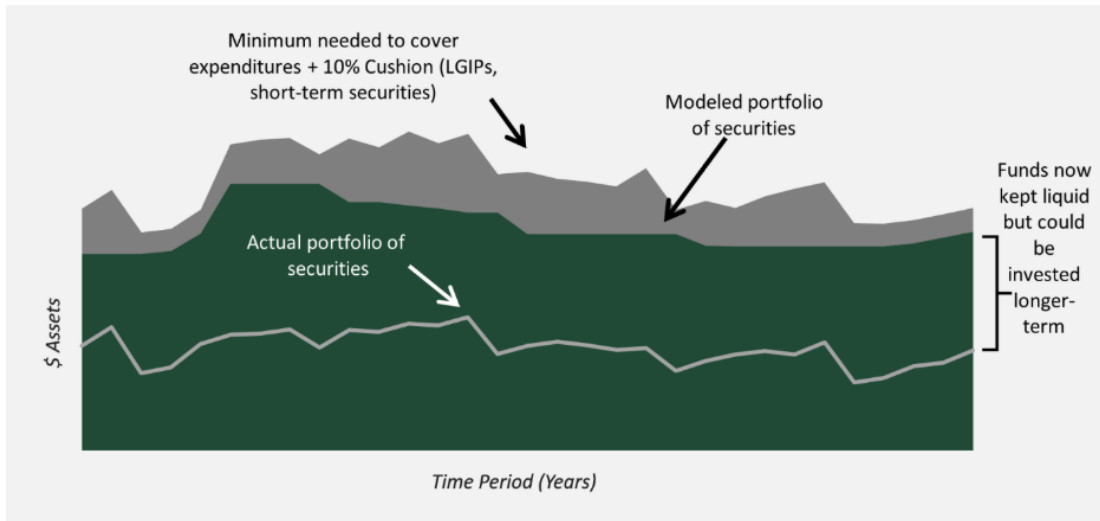 Minimum needed to cover
expenditures + 10% Cushion (LGIPs,
short-term securities)
Modeled portfolio
of securities
Funds now
kept liquid
but could
be
invested
longer-
term
Actual portfolio of
securities
$ Assets
Time Period (Years)